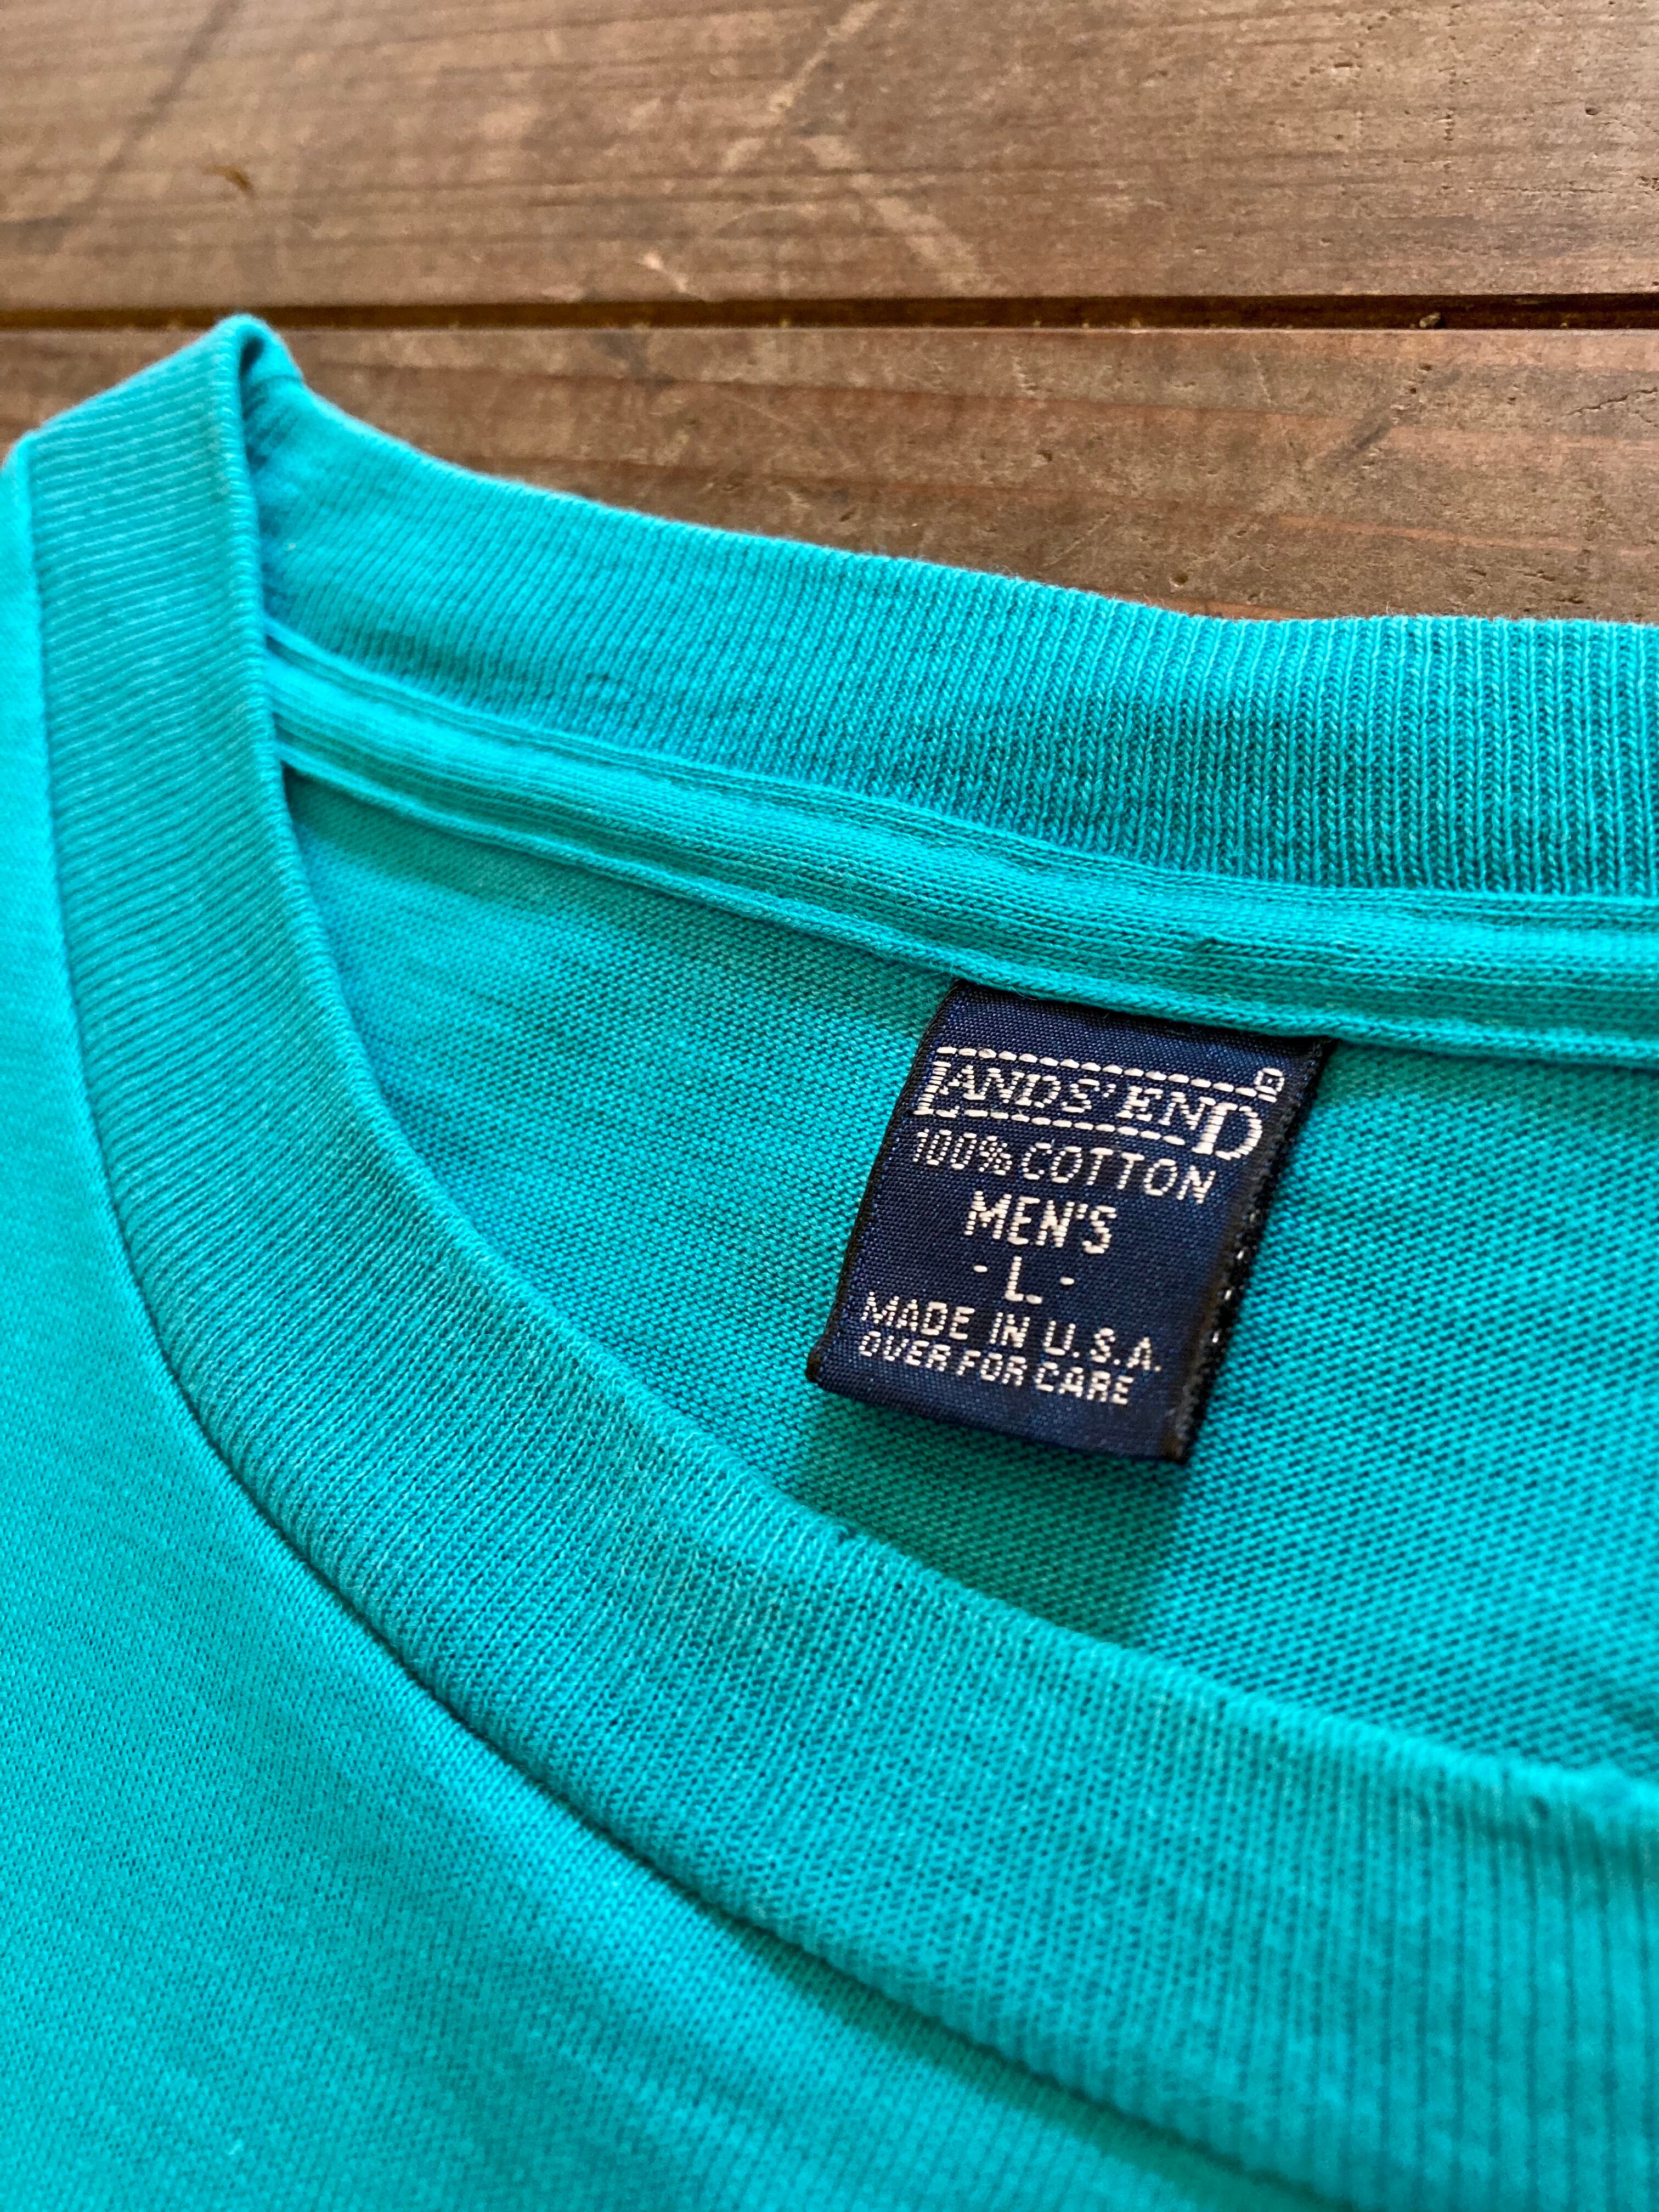 LANDS' END®
100% COTTON
MEN'S
- L -
MADE IN U.S.A.
OVER FOR CARE